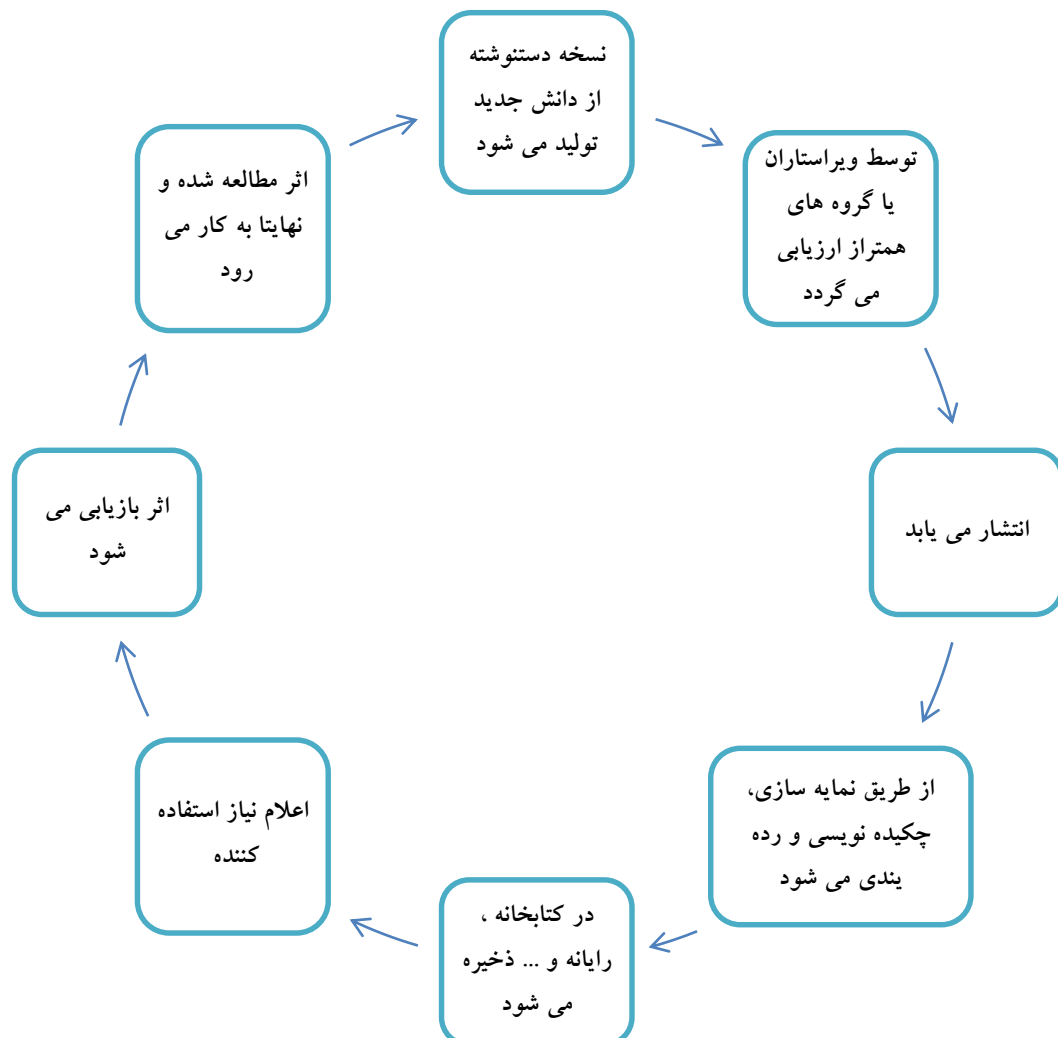 نسخه دستنوشته
از دانش جدید
تولید می شود
توسط ویراستاران
یا گروه های
همتراز ارزیابی
می گردد
انتشار می یابد
از طریق نمایه سازی،
چکیده نویسی و رده
یندی می شود
در کتابخانه ،
رایانه و ... ذخیره
می شود
اعلام نیاز استفاده
کننده
اثر بازیابی می
شود
اثر مطالعه شده و
نهایتا به کار می
رود